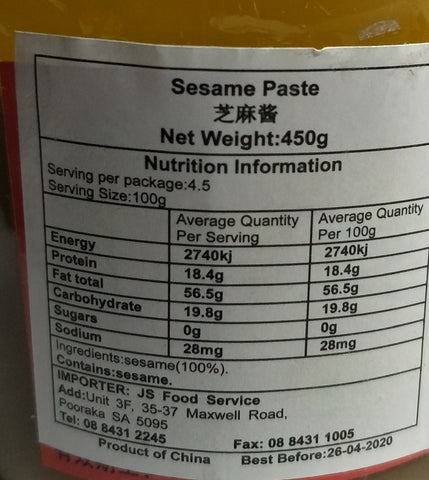 Sesame Paste
芝麻酱
Net Weight:450g
Nutrition Information
Serving per package:4.5
Serving Size:100g
Average Quantity Per Serving
Average Quantity Per 100g
Energy 2740kj 2740kj
Protein 18.4g 18.4g
Fat total 56.5g 56.5g
Carbohydrate 19.8g 19.8g
Sugars 0g 0g
Sodium 28mg 28mg
Ingredients:sesame(100%).
Contains:sesame.
IMPORTER: JS Food Service
Add:Unit 3F, 35-37 Maxwell Road,
Pooraka SA 5095
Tel: 08 8431 2245 Fax: 08 8431 1005
Product of China Best Before:26-04-2020